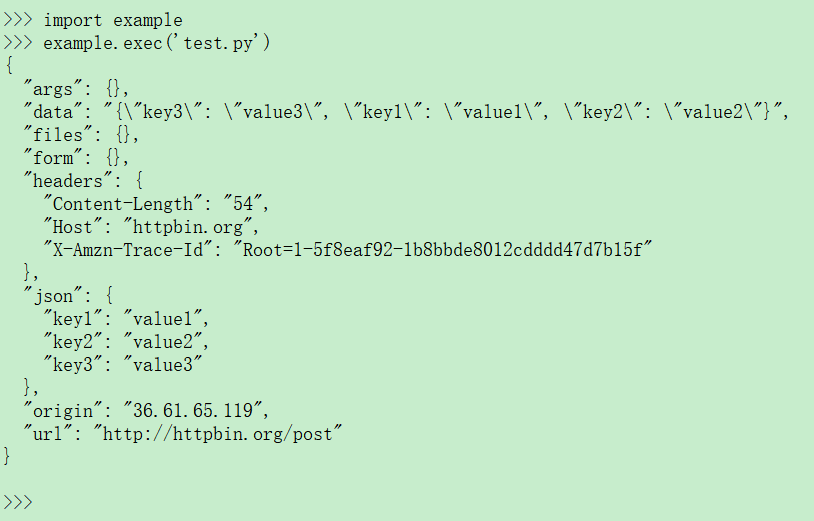 >>> import example
>>> example.exec('test.py')
{
  "args": {},
  "data": "{\"key3\": \"value3\", \"key1\": \"value1\", \"key2\": \"value2\"}",
  "files": {},
  "form": {},
  "headers": {
    "Content-Length": "54",
    "Host": "httpbin.org",
    "X-Amzn-Trace-Id": "Root=1-5f8eaf92-1b8bbde8012cdddd47d7b15f"
  },
  "json": {
    "key1": "value1",
    "key2": "value2",
    "key3": "value3"
  },
  "origin": "36.61.65.119",
  "url": "http://httpbin.org/post"
}
>>>